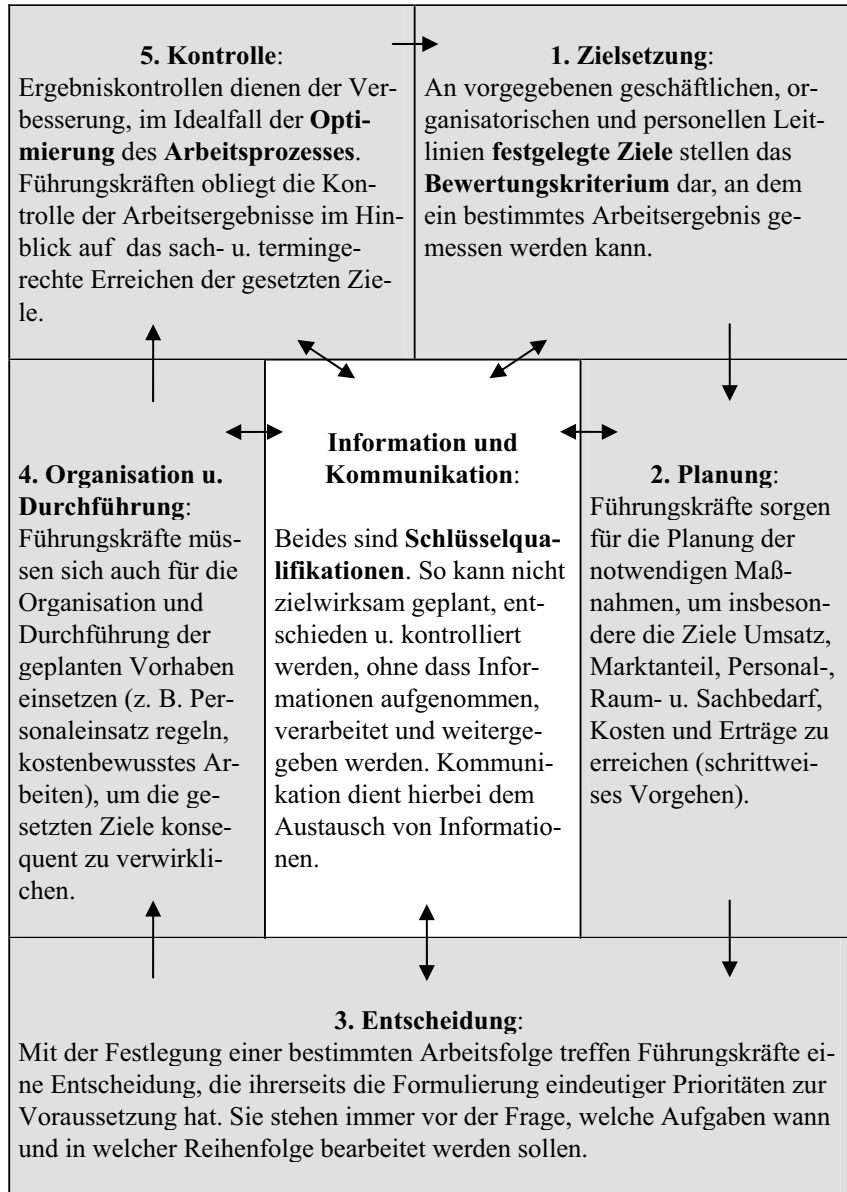 5. Kontrolle:
Ergebniskontrollen dienen der Ver-
besserung, im Idealfall der Opti-
mierung des Arbeitsprozesses.
Führungskräften obliegt die Kon-
trolle der Arbeitsergebnisse im Hin-
blick auf das sach- u. terminge-
rechte Erreichen der gesetzten Zie-
le.
1. Zielsetzung:
An vorgegebenen geschäftlichen, or-
ganisatorischen und personellen Leit-
linien festgelegte Ziele stellen das
Bewertungskriterium dar, an dem
ein bestimmtes Arbeitsergebnis ge-
messen werden kann.
4. Organisation u.
Durchführung:
Führungskräfte müs-
sen sich auch für die
Organisation und
Durchführung der
geplanten Vorhaben
einsetzen (z. B. Per-
sonaleinsatz regeln,
kostenbewusstes Ar-
beiten), um die ge-
setzten Ziele konse-
quent zu verwirkli-
chen.
Information und
Kommunikation:
Beides sind Schlüsselqua-
lifikationen. So kann nicht
zielwirksam geplant, ent-
schieden u. kontrolliert
werden, ohne dass Infor-
mationen aufgenommen,
verarbeitet und weiterge-
geben werden. Kommuni-
kation dient hierbei dem
Austausch von Informatio-
nen.
2. Planung:
Führungskräfte sorgen
für die Planung der
notwendigen Maß-
nahmen, um insbeson-
dere die Ziele Umsatz,
Marktanteil, Personal-,
Raum- u. Sachbedarf,
Kosten und Erträge zu
erreichen (schrittwei-
ses Vorgehen).
3. Entscheidung:
Mit der Festlegung einer bestimmten Arbeitsfolge treffen Führungskräfte ei-
ne Entscheidung, die ihrerseits die Formulierung eindeutiger Prioritäten zur
Voraussetzung hat. Sie stehen immer vor der Frage, welche Aufgaben wann
und in welcher Reihenfolge bearbeitet werden sollen.